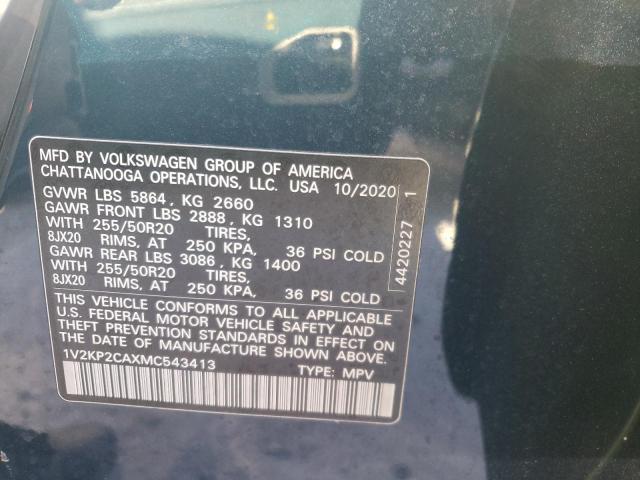 MFD BY VOLKSWAGEN GROUP OF AMERICA
CHATTANOOGA OPERATIONS, LLC. USA 10/2020
GVWR LBS 5864, KG 2660
GAWR FRONT LBS 2888, KG 1310
WITH 255/50R20 TIRES,
8JX20 RIMS, AT 250 KPA, 36 PSI COLD
GAWR REAR LBS 3086, KG 1400
WITH 255/50R20 TIRES,
8JX20 RIMS, AT 250 KPA, 36 PSI COLD
THIS VEHICLE CONFORMS TO ALL APPLICABLE
U.S. FEDERAL MOTOR VEHICLE SAFETY AND
THEFT PREVENTION STANDARDS IN EFFECT
ON THE DATE OF MANUFACTURE SHOWN ABOVE.
1V2KP2CAXMC543413 TYPE: MPV
4420227 1